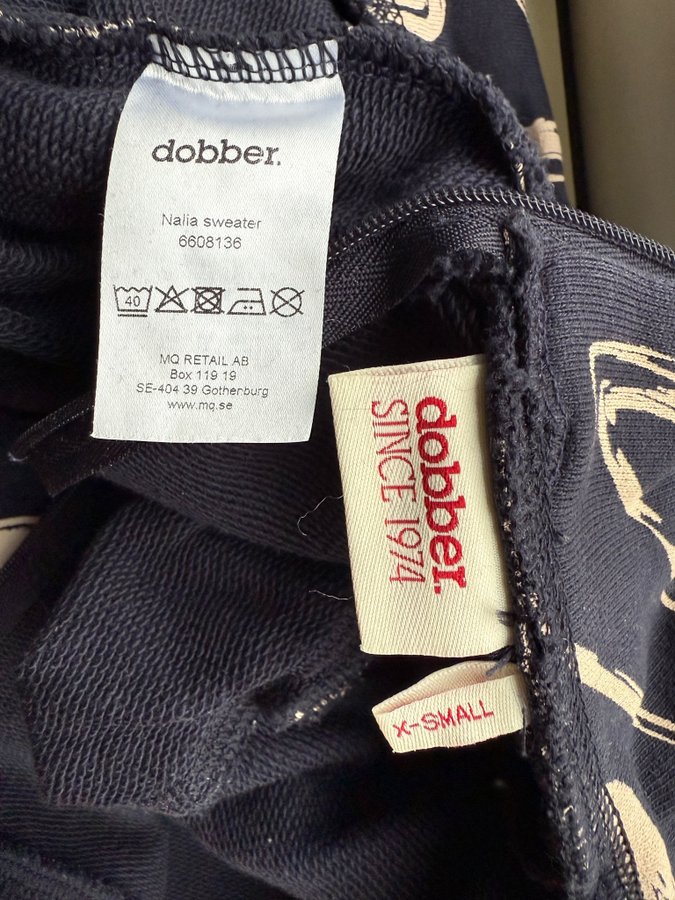 dobber.
Nalia sweater
6608136
40
MQ RETAIL AB
Box 119 19
SE-404 39 Gotherburg
www.mq.se
dobber.
SINCE 1974
X-SMALL